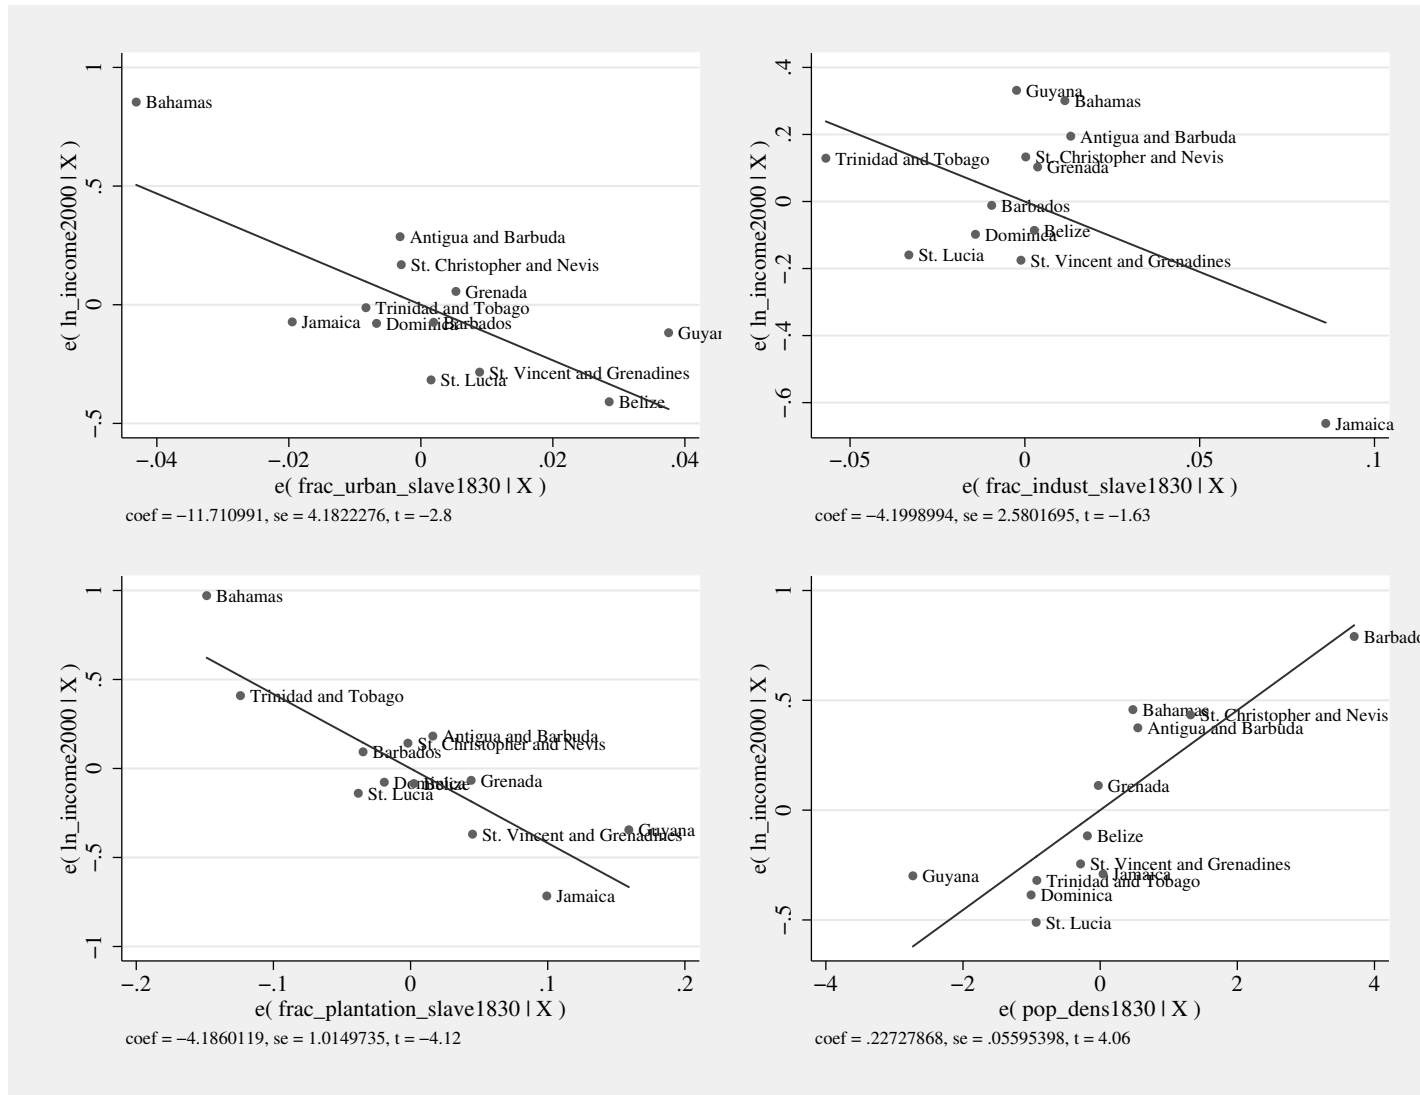 1
.5
0
−.5
e( ln_income2000 | X )
Bahamas
Antigua and Barbuda
St. Christopher and Nevis
Grenada
Trinidad and Tobago
Jamaica
Dominica
Barbados
Guyan
St. Vincent and Grenadines
St. Lucia
Belize
−.04 −.02 0 .02 .04
e( frac_urban_slave1830 | X )
coef = −11.710991, se = 4.1822276, t = −2.8
.4
.2
0
−.2
−.4
−.6
e( ln_income2000 | X )
Guyana
Bahamas
Antigua and Barbuda
St. Christopher and Nevis
Trinidad and Tobago
Grenada
Barbados
Belize
Dominica
St. Lucia
St. Vincent and Grenadines
Jamaica
−.05 0 .05 .1
e( frac_indust_slave1830 | X )
coef = −4.1998994, se = 2.5801695, t = −1.63
1
.5
0
−.5
−1
e( ln_income2000 | X )
Bahamas
Trinidad and Tobago
Antigua and Barbuda
St. Christopher and Nevis
Barbados
Grenada
Dominica
Belize
St. Lucia
Guyana
St. Vincent and Grenadines
Jamaica
−.2 −.1 0 .1 .2
e( frac_plantation_slave1830 | X )
coef = −4.1860119, se = 1.0149735, t = −4.12
1
.5
0
−.5
e( ln_income2000 | X )
Barbado
Bahamas
St. Christopher and Nevis
Antigua and Barbuda
Grenada
Belize
St. Vincent and Grenadines
Jamaica
Guyana
Trinidad and Tobago
Dominica
St. Lucia
−4 −2 0 2 4
e( pop_dens1830 | X )
coef = .22727868, se = .05595398, t = 4.06